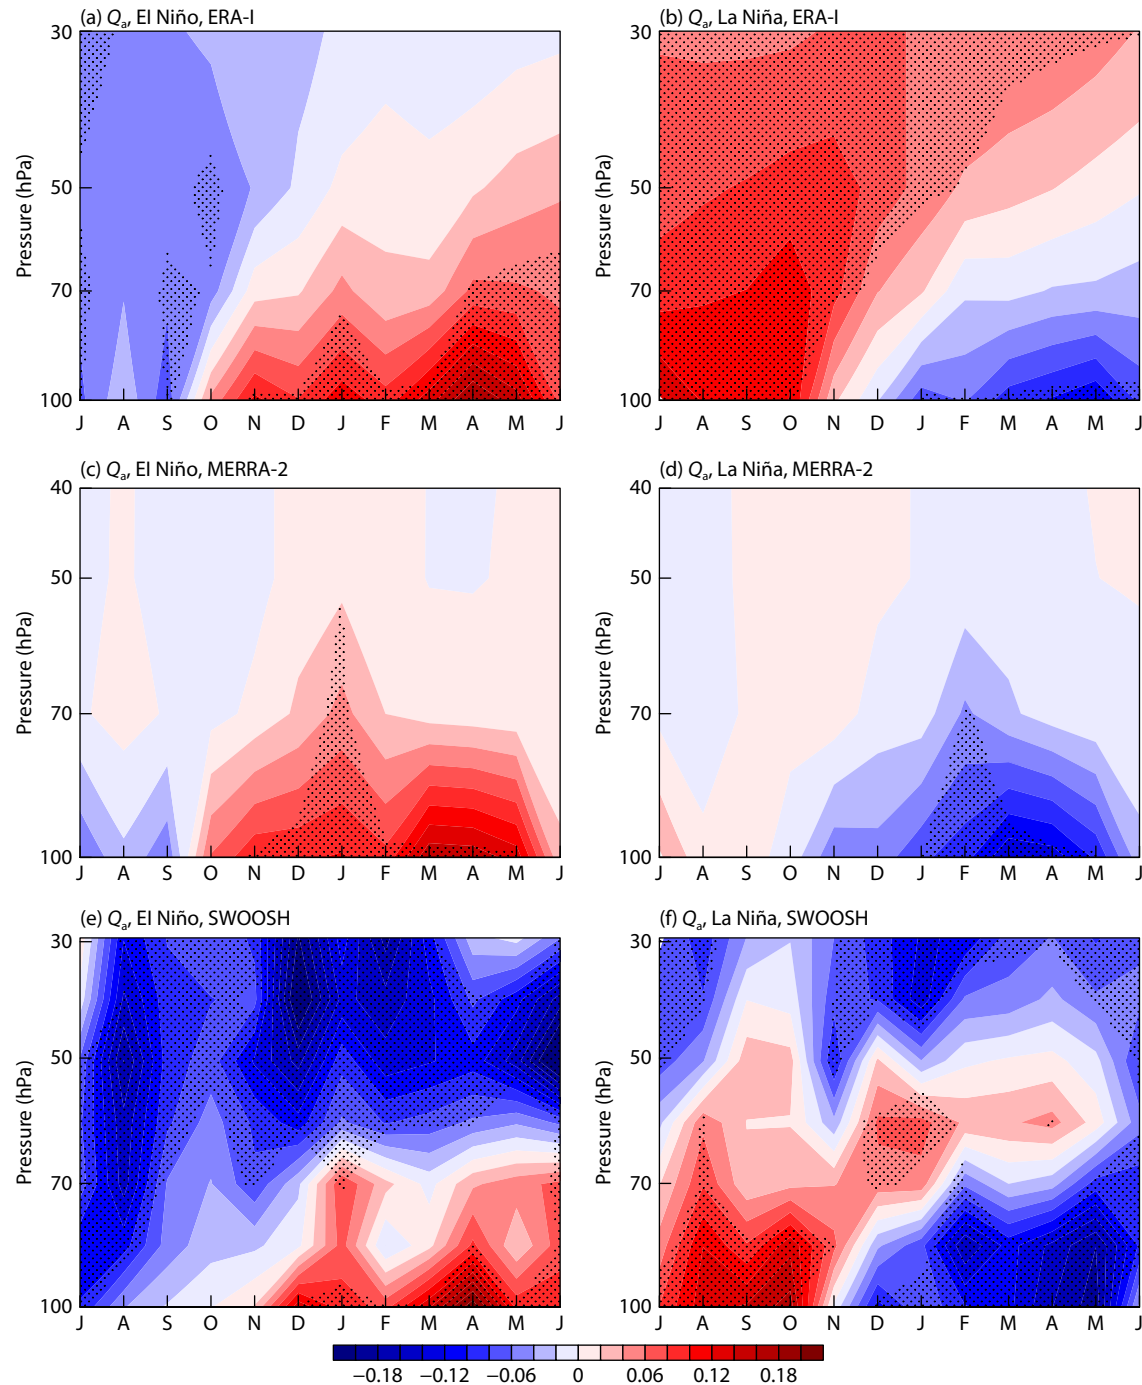 (a) Qa, El Niño, ERA-I
(b) Qa, La Niña, ERA-I
30
50
70
100
Pressure (hPa)
J A S O N D J F M A M J
30
50
70
100
Pressure (hPa)
J A S O N D J F M A M J
(c) Qa, El Niño, MERRA-2
(d) Qa, La Niña, MERRA-2
40
50
70
100
Pressure (hPa)
J A S O N D J F M A M J
40
50
70
100
Pressure (hPa)
J A S O N D J F M A M J
(e) Qa, El Niño, SWOOSH
(f) Qa, La Niña, SWOOSH
30
50
70
100
Pressure (hPa)
J A S O N D J F M A M J
30
50
70
100
Pressure (hPa)
J A S O N D J F M A M J
−0.18 −0.12 −0.06 0 0.06 0.12 0.18